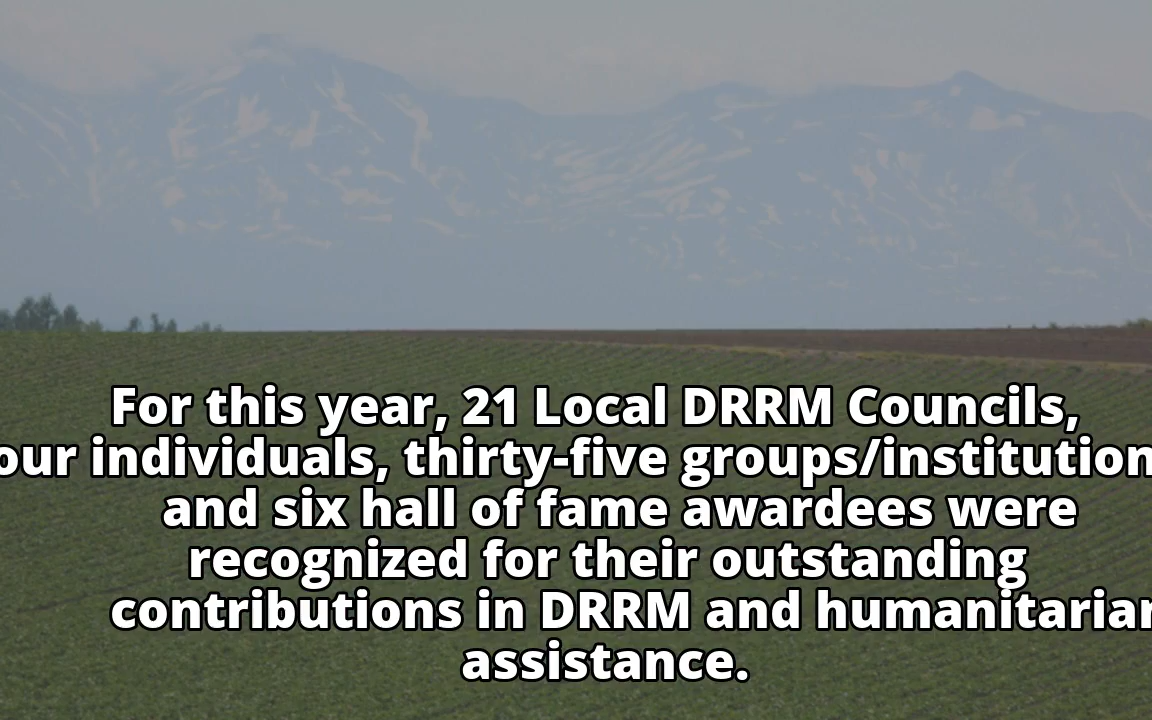 For this year, 21 Local DRRM Councils,
our individuals, thirty-five groups/institution
and six hall of fame awardees were
recognized for their outstanding
contributions in DRRM and humanitarian
assistance.